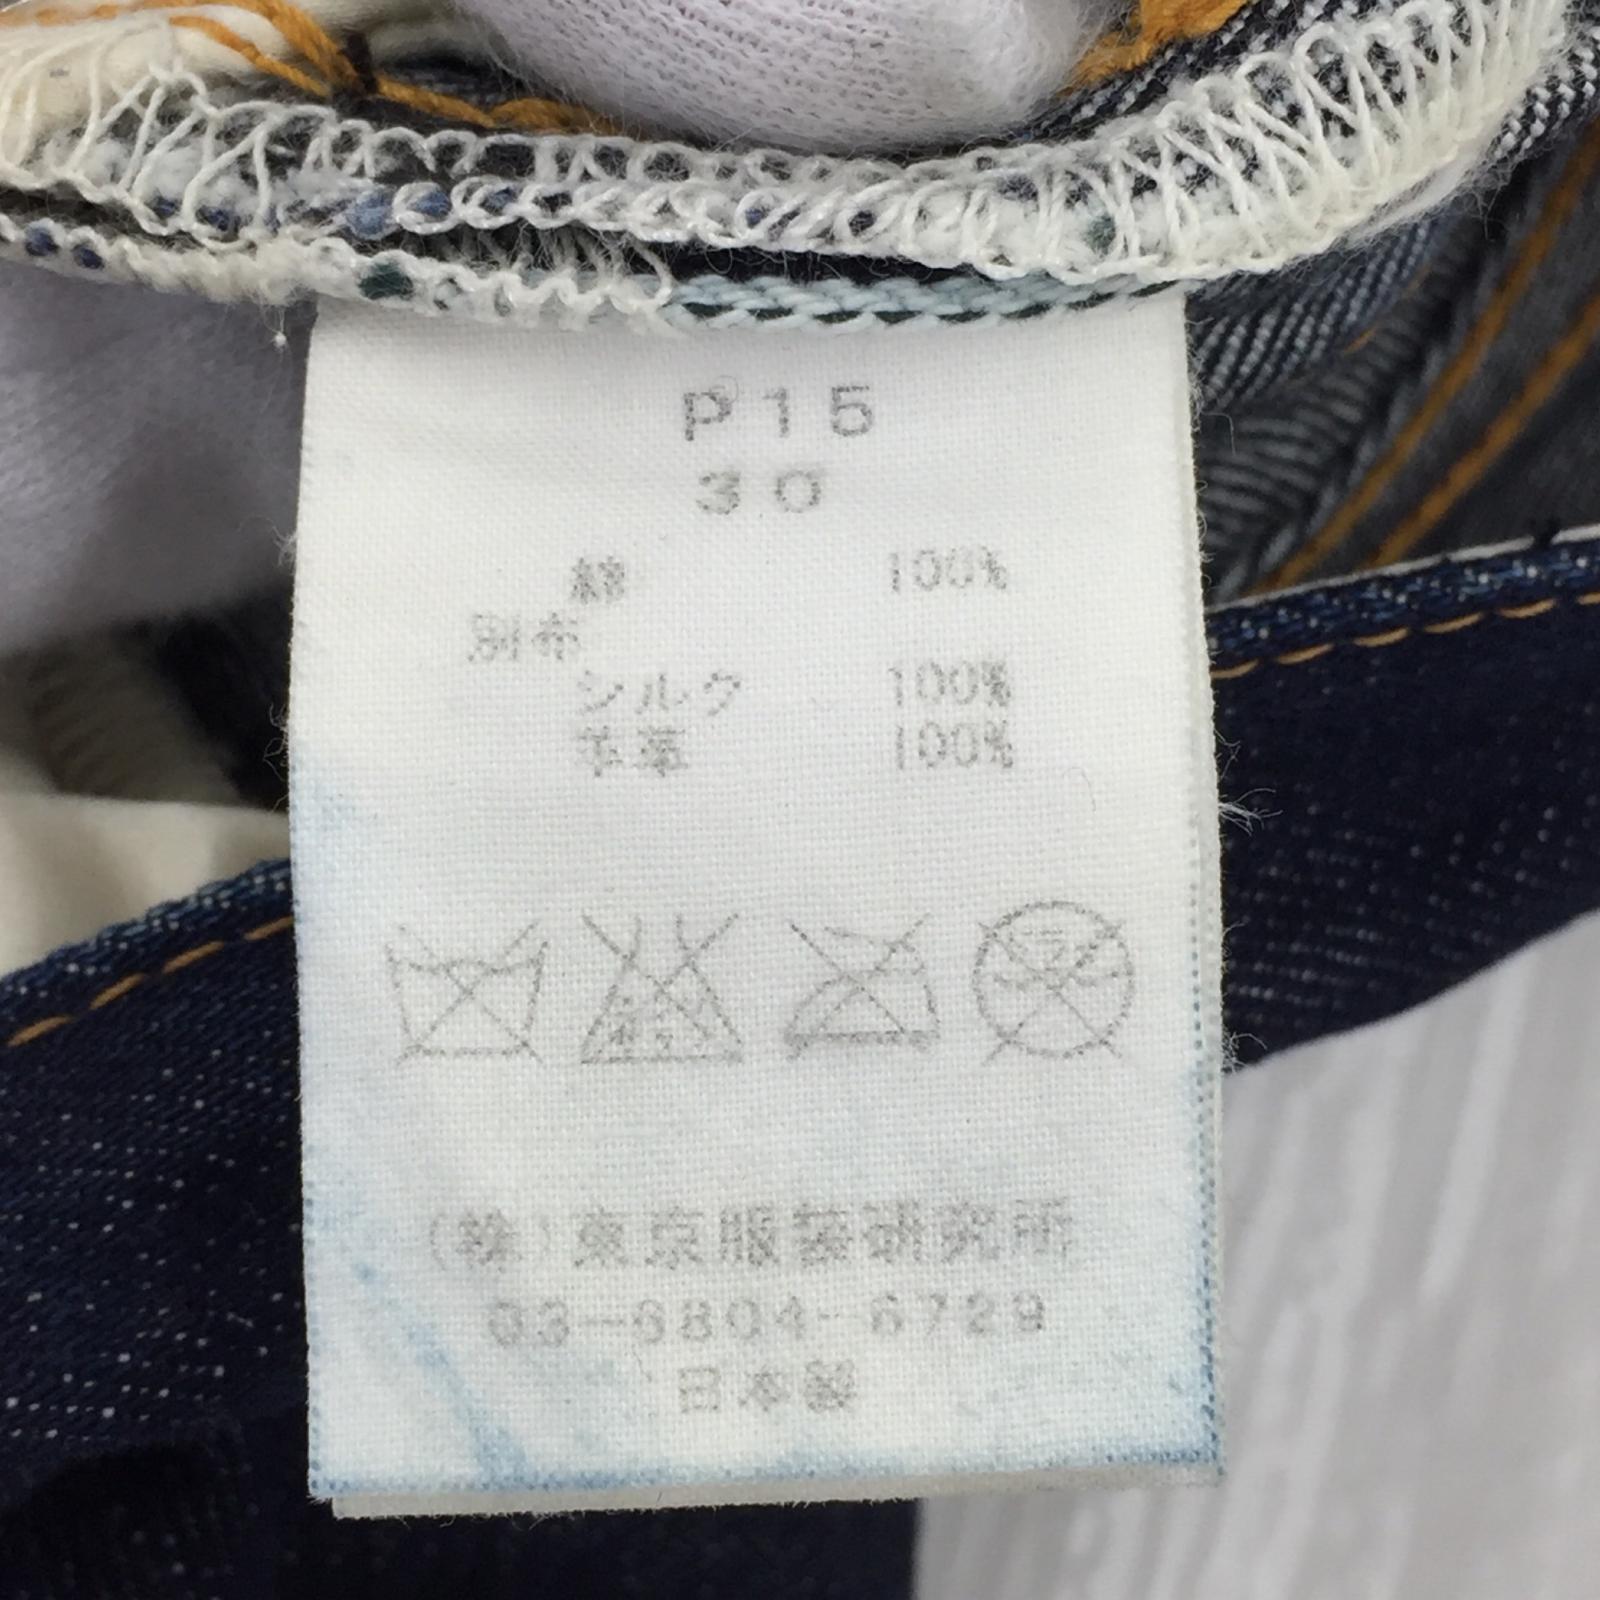 P15
30
綿 100%
別布
シルク 100%
羊革 100%
(株)東京服装研究所
03-6804-6729
日本製